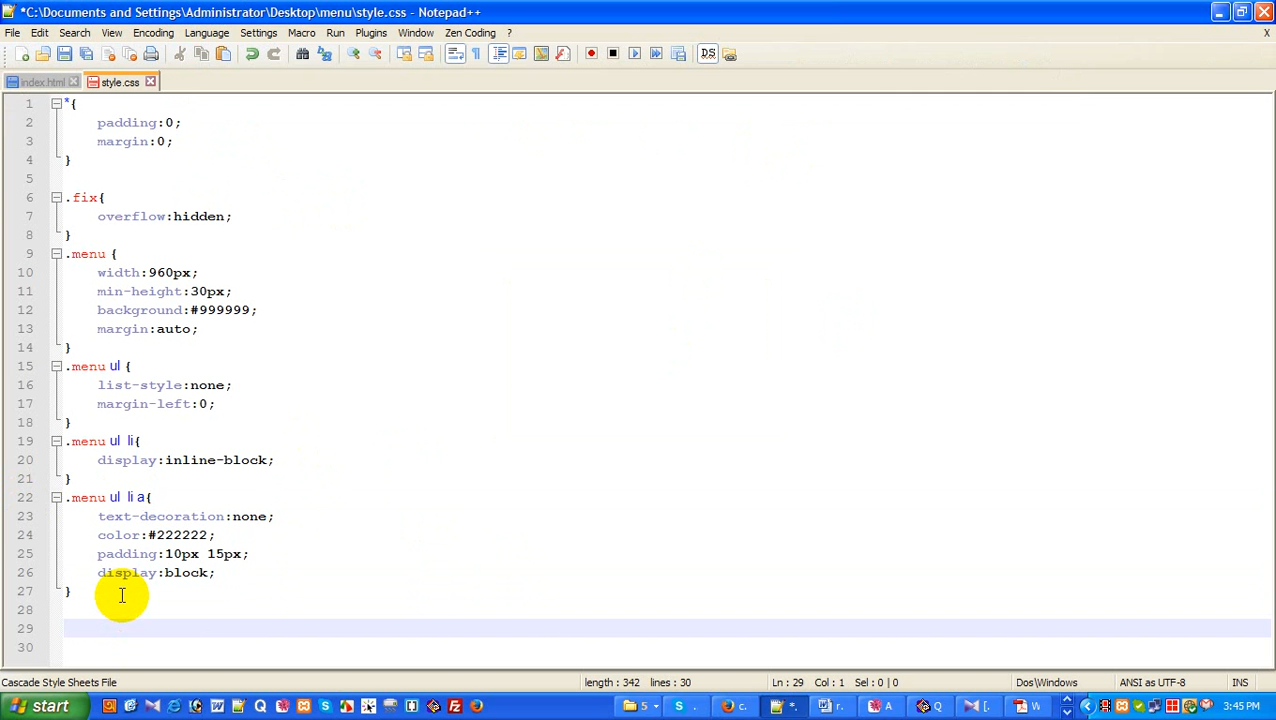 *C:\Documents and Settings\Administrator\Desktop\menu\style.css - Notepad++
File Edit Search View Encoding Language Settings Macro Run Plugins Window Zen Coding ? X
index.html style.css
1 *{
2 padding:0;
3 margin:0;
4 }
5
6 .fix{
7 overflow:hidden;
8 }
9 .menu {
10 width:960px;
11 min-height:30px;
12 background:#999999;
13 margin:auto;
14 }
15 .menu ul {
16 list-style:none;
17 margin-left:0;
18 }
19 .menu ul li{
20 display:inline-block;
21 }
22 .menu ul li a{
23 text-decoration:none;
24 color:#222222;
25 padding:10px 15px;
26 display:block;
27 }
28
29
30
Cascade Style Sheets File length : 342 lines : 30 Ln : 29 Col : 1 Sel : 0 | 0 Dos\Windows ANSI as UTF-8 INS
start 5 S . c. *. r. A Q [. W 3:45 PM